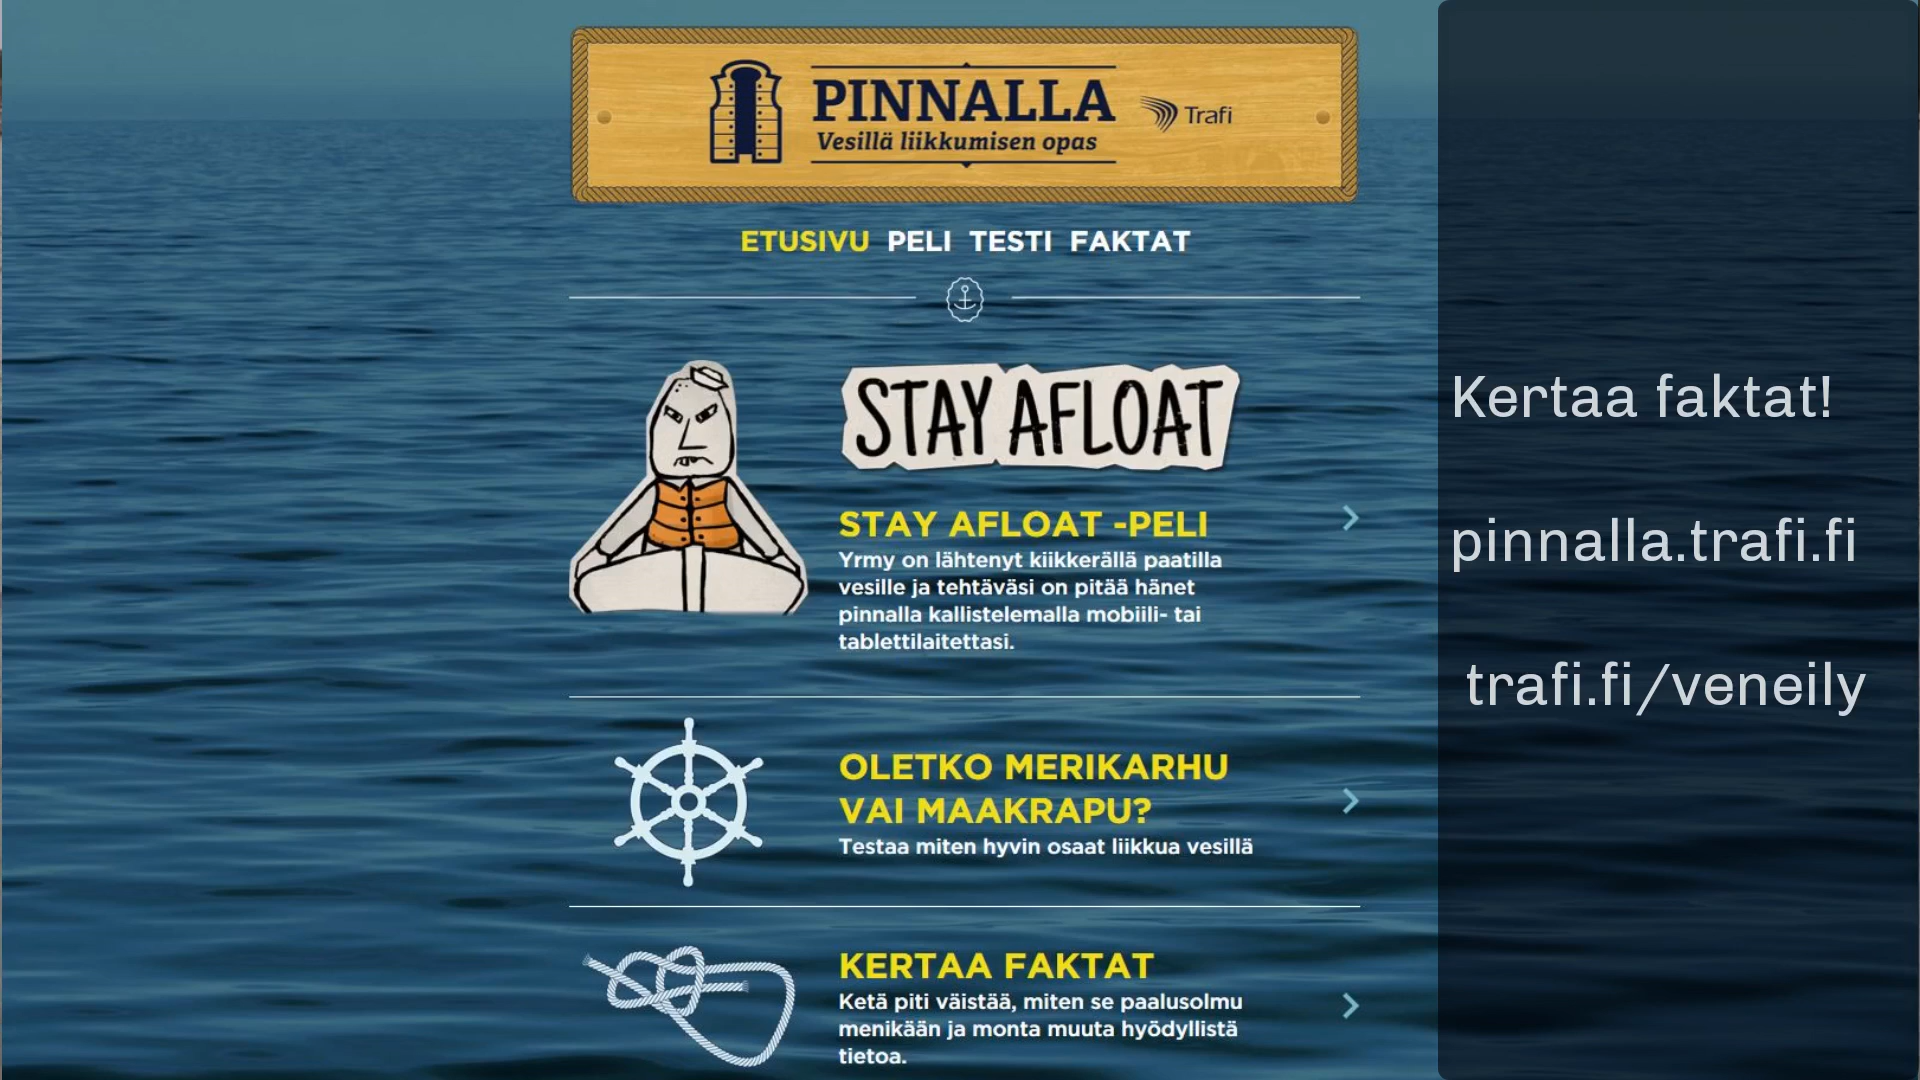 PINNALLA
Vesillä liikkumisen opas
Trafi
ETUSIVU PELI TESTI FAKTAT
STAY AFLOAT
STAY AFLOAT -PELI
Yrmy on lähtenyt kiikkerällä paatilla
vesille ja tehtäväsi on pitää hänet
pinnalla kallistelemalla mobiili- tai
tablettilaitettasi.
OLETKO MERIKARHU
VAI MAAKRAPU?
Testaa miten hyvin osaat liikkua vesillä
KERTAA FAKTAT
Ketä piti väistää, miten se paalusolmu
menikään ja monta muuta hyödyllistä
tietoa.
Kertaa faktat!
pinnalla.trafi.fi
trafi.fi/veneily